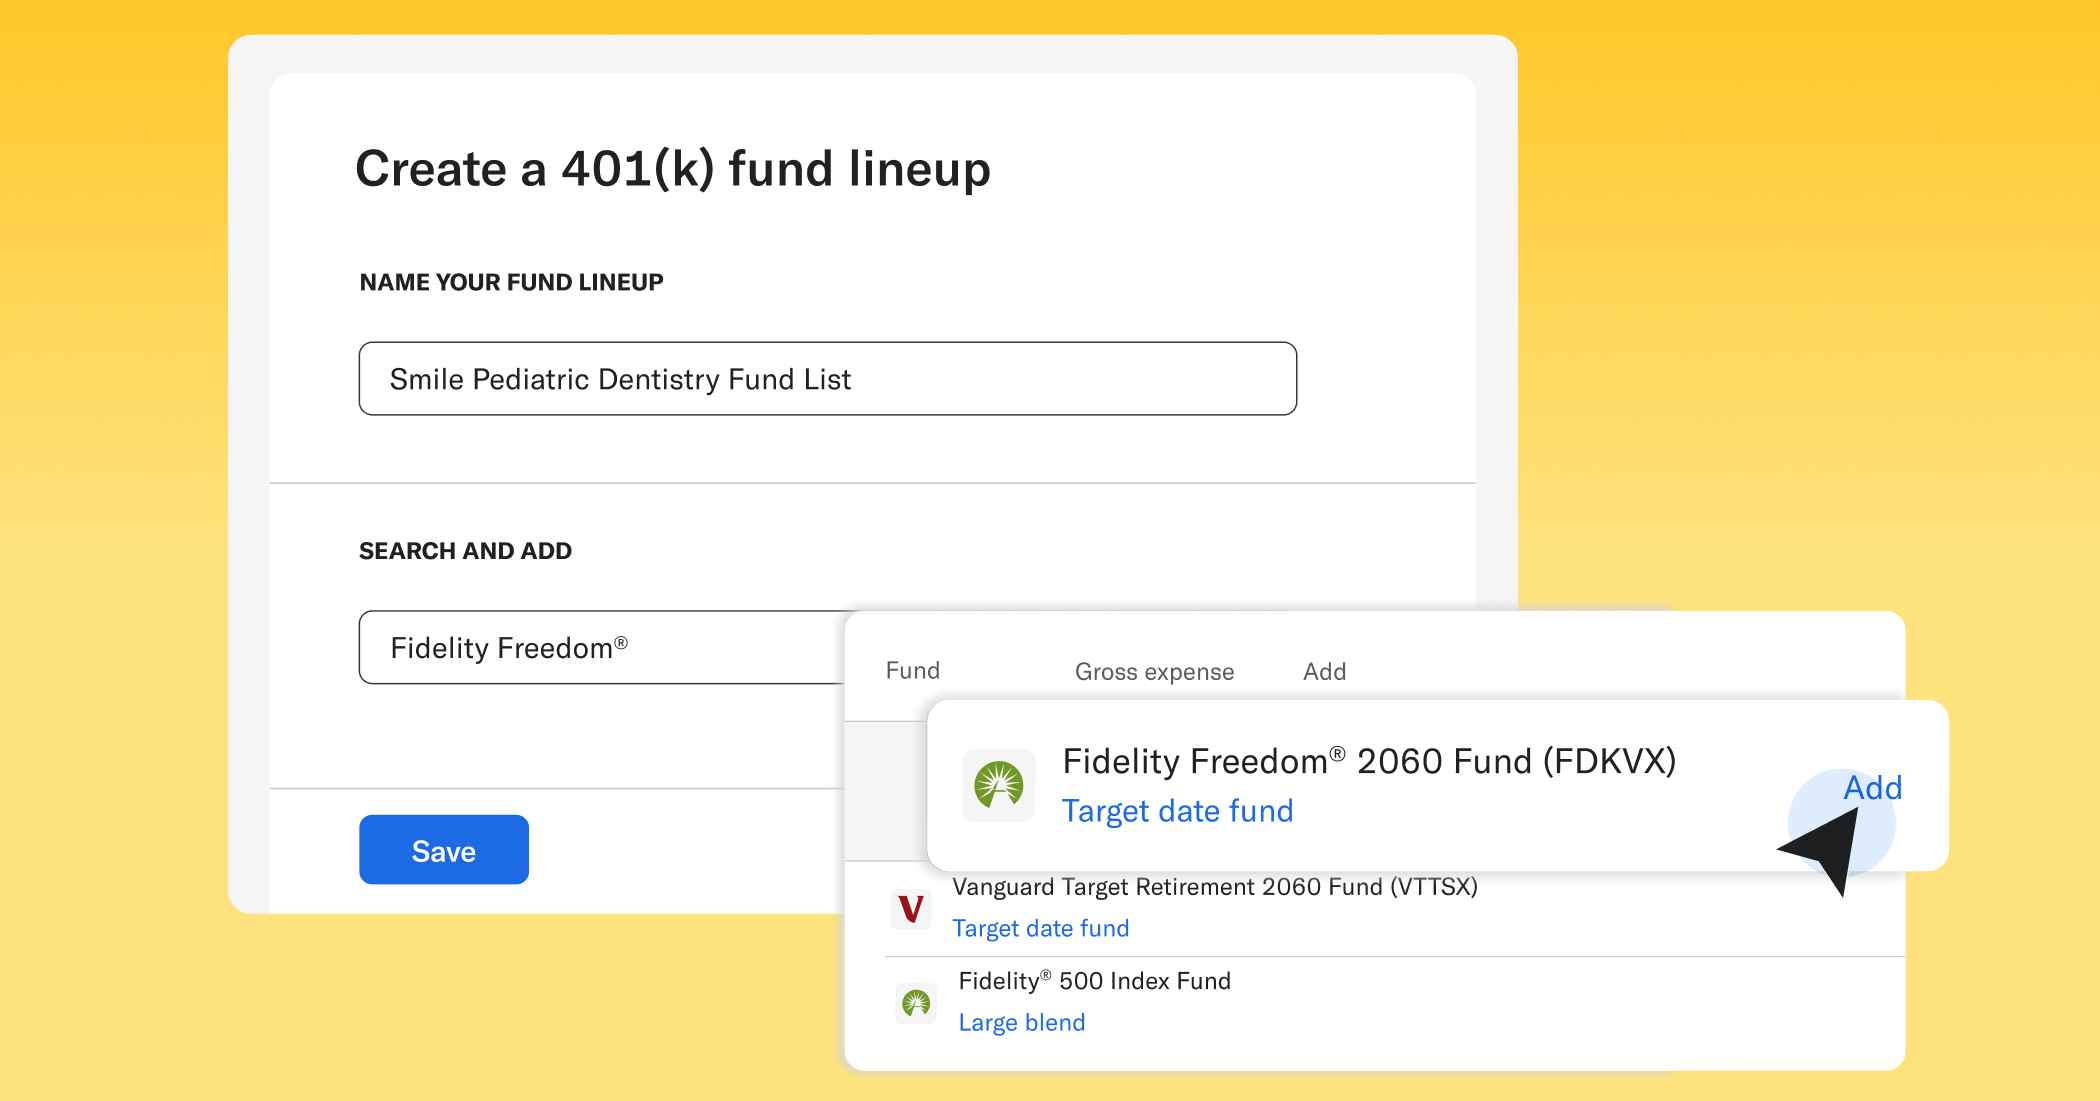 Create a 401(k) fund lineup
NAME YOUR FUND LINEUP
Smile Pediatric Dentistry Fund List
SEARCH AND ADD
Fidelity Freedom®
Save
Fund Gross expense Add
Fidelity Freedom® 2060 Fund (FDKVX)
Target date fund
Add
Vanguard Target Retirement 2060 Fund (VTTSX)
Target date fund
Fidelity® 500 Index Fund
Large blend